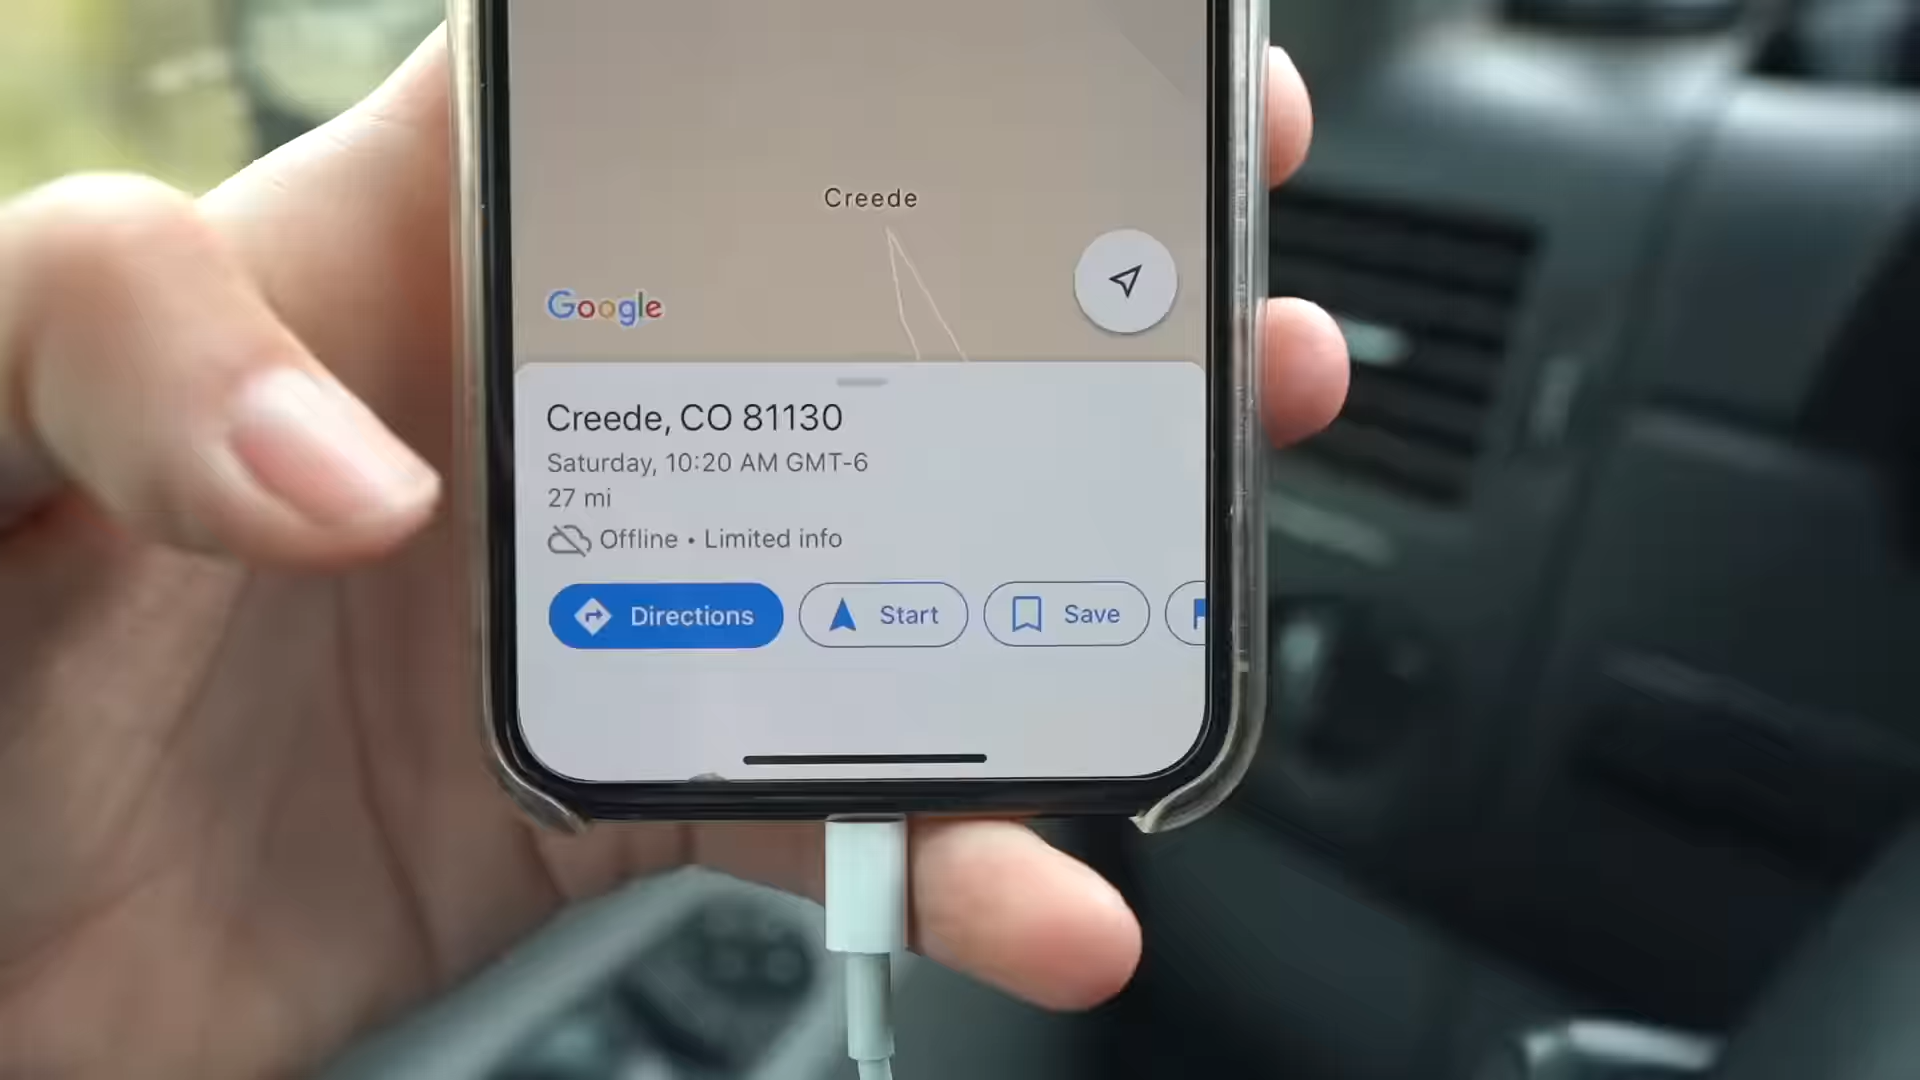 Creede
Google
Creede, CO 81130
Saturday, 10:20 AM GMT-6
27 mi
Offline • Limited info
Directions
Start
Save